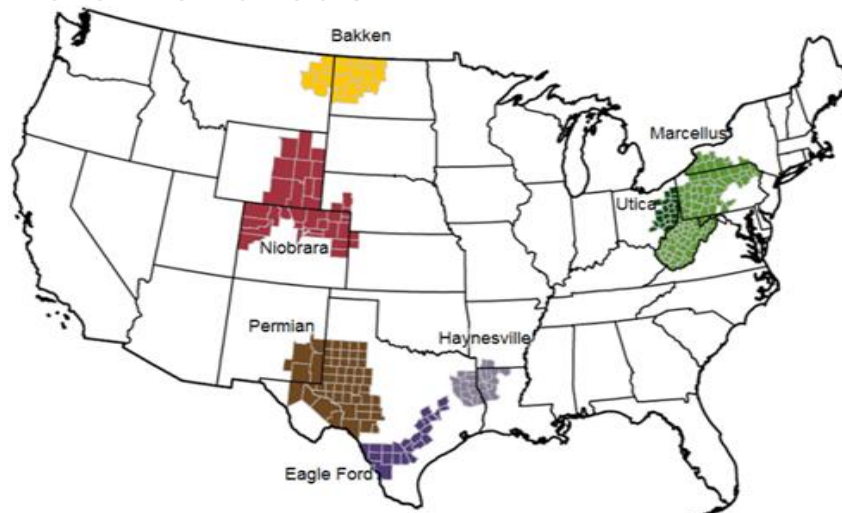 Bakken
Marcellus
Utica
Niobrara
Permian
Haynesville
Eagle Ford